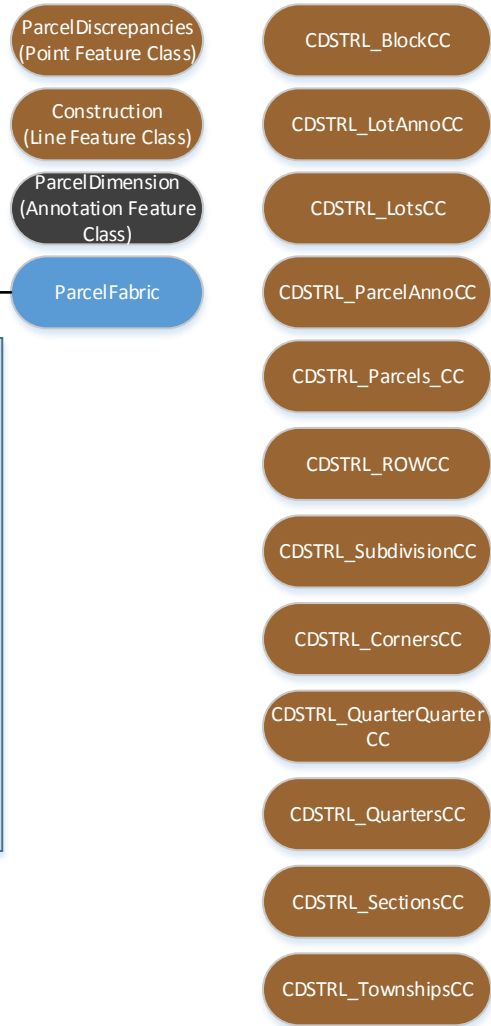 ParcelDiscrepancies
(Point Feature Class)
Construction
(Line Feature Class)
ParcelDimension
(Annotation Feature
Class)
ParcelFabric
CDSTRL_BlockCC
CDSTRL_LotAnnoCC
CDSTRL_LotsCC
CDSTRL_ParcelAnnoCC
CDSTRL_Parcels_CC
CDSTRL_ROWCC
CDSTRL_SubdivisionCC
CDSTRL_CornersCC
CDSTRL_QuarterQuarter
CC
CDSTRL_QuartersCC
CDSTRL_SectionsCC
CDSTRL_TownshipsCC